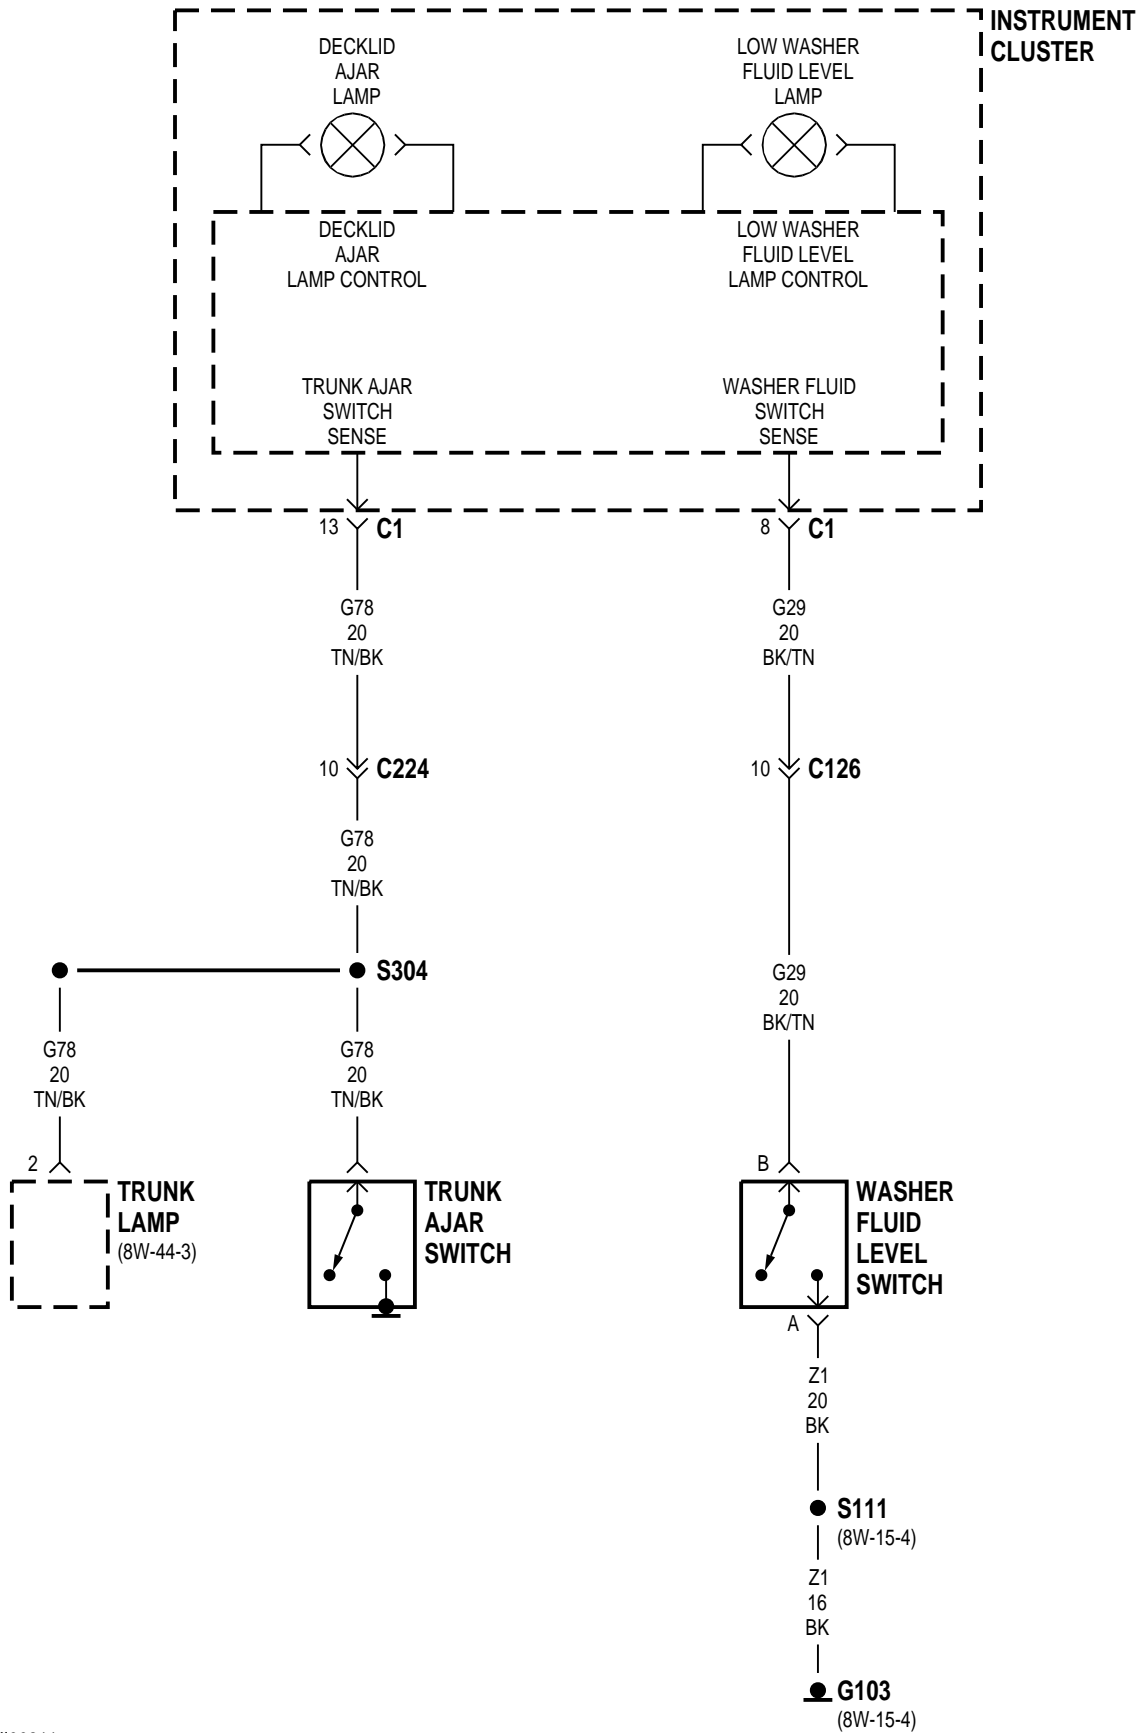 INSTRUMENT
CLUSTER
DECKLID
AJAR
LAMP
LOW WASHER
FLUID LEVEL
LAMP
DECKLID
AJAR
LAMP CONTROL
LOW WASHER
FLUID LEVEL
LAMP CONTROL
TRUNK AJAR
SWITCH
SENSE
WASHER FLUID
SWITCH
SENSE
13 C1
8 C1
G78
20
TN/BK
G29
20
BK/TN
10 C224
10 C126
G78
20
TN/BK
S304
G29
20
BK/TN
G78
20
TN/BK
G78
20
TN/BK
2
B
TRUNK
LAMP
(8W-44-3)
TRUNK
AJAR
SWITCH
WASHER
FLUID
LEVEL
SWITCH
A
Z1
20
BK
S111
(8W-15-4)
Z1
16
BK
G103
(8W-15-4)